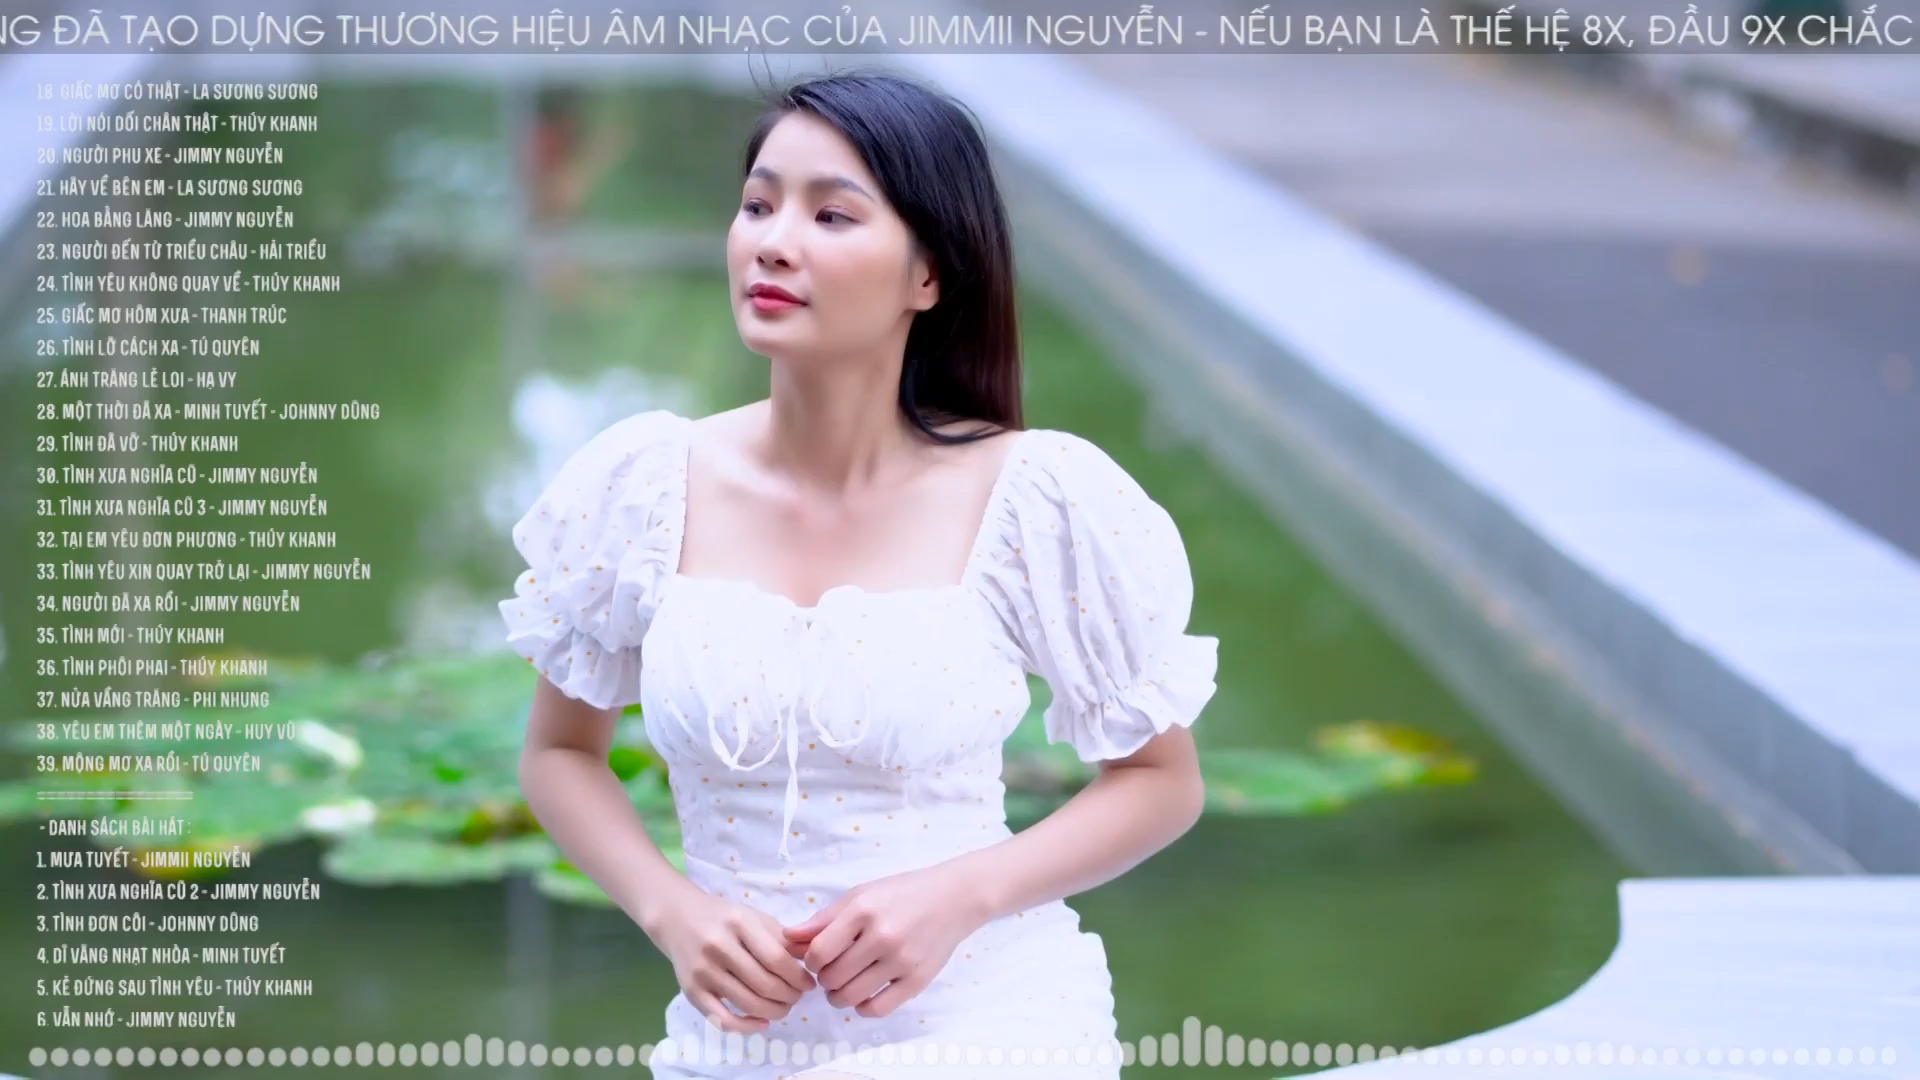 NG ĐÃ TẠO DỰNG THƯƠNG HIỆU ÂM NHẠC CỦA JIMMII NGUYỄN - NẾU BẠN LÀ THẾ HỆ 8X, ĐẦU 9X CHẮC
18. GIẤC MƠ CÓ THẬT - LA SƯƠNG SƯƠNG
19. LỜI NÓI DỐI CHÂN THẬT - THÚY KHANH
20. NGƯỜI PHU XE - JIMMY NGUYỄN
21. HÃY VỀ BÊN EM - LA SƯƠNG SƯƠNG
22. HOA BẰNG LĂNG - JIMMY NGUYỄN
23. NGƯỜI ĐẾN TỪ TRIỀU CHÂU - HẢI TRIỀU
24. TÌNH YÊU KHÔNG QUAY VỀ - THÚY KHANH
25. GIẤC MƠ HÔM XƯA - THANH TRÚC
26. TÌNH LỠ CÁCH XA - TÚ QUYÊN
27. ÁNH TRĂNG LẺ LOI - HẠ VY
28. MỘT THỜI ĐÃ XA - MINH TUYẾT - JOHNNY DŨNG
29. TÌNH ĐÃ VỠ - THÚY KHANH
30. TÌNH XƯA NGHĨA CŨ - JIMMY NGUYỄN
31. TÌNH XƯA NGHĨA CŨ 3 - JIMMY NGUYỄN
32. TẠI EM YÊU ĐƠN PHƯƠNG - THÚY KHANH
33. TÌNH YÊU XIN QUAY TRỞ LẠI - JIMMY NGUYỄN
34. NGƯỜI ĐÃ XA RỒI - JIMMY NGUYỄN
35. TÌNH MỚI - THÚY KHANH
36. TÌNH PHÔI PHAI - THÚY KHANH
37. NỬA VẦNG TRĂNG - PHI NHUNG
38. YÊU EM THÊM MỘT NGÀY - HUY VŨ
39. MỘNG MƠ XA RỒI - TÚ QUYÊN
================
- DANH SÁCH BÀI HÁT :
1. MƯA TUYẾT - JIMMII NGUYỄN
2. TÌNH XƯA NGHĨA CŨ 2 - JIMMY NGUYỄN
3. TÌNH ĐƠN CÔI - JOHNNY DŨNG
4. DĨ VÃNG NHẠT NHÒA - MINH TUYẾT
5. KẺ ĐỨNG SAU TÌNH YÊU - THÚY KHANH
6. VẪN NHỚ - JIMMY NGUYỄN